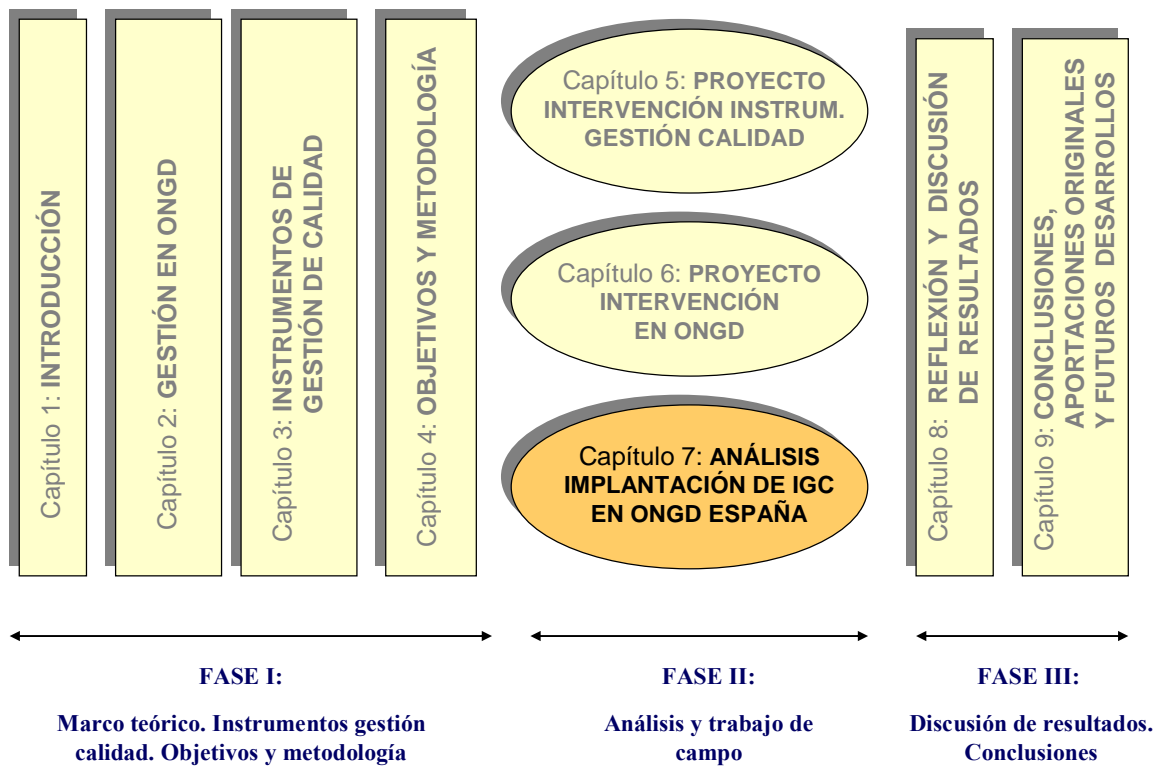 Capítulo 1: INTRODUCCIÓN
Capítulo 2: GESTIÓN EN ONGD
Capítulo 3: INSTRUMENTOS DE
GESTIÓN DE CALIDAD
Capítulo 4: OBJETIVOS Y METODOLOGÍA
Capítulo 5: PROYECTO
INTERVENCIÓN INSTRUM.
GESTIÓN CALIDAD
Capítulo 6: PROYECTO
INTERVENCIÓN
EN ONGD
Capítulo 7: ANÁLISIS
IMPLANTACIÓN DE IGC
EN ONGD ESPAÑA
Capítulo 8: REFLEXIÓN Y DISCUSIÓN
DE RESULTADOS
Capítulo 9: CONCLUSIONES,
APORTACIONES ORIGINALES
Y FUTUROS DESARROLLOS
FASE I:
Marco teórico. Instrumentos gestión
calidad. Objetivos y metodología
FASE II:
Análisis y trabajo de
campo
FASE III:
Discusión de resultados.
Conclusiones